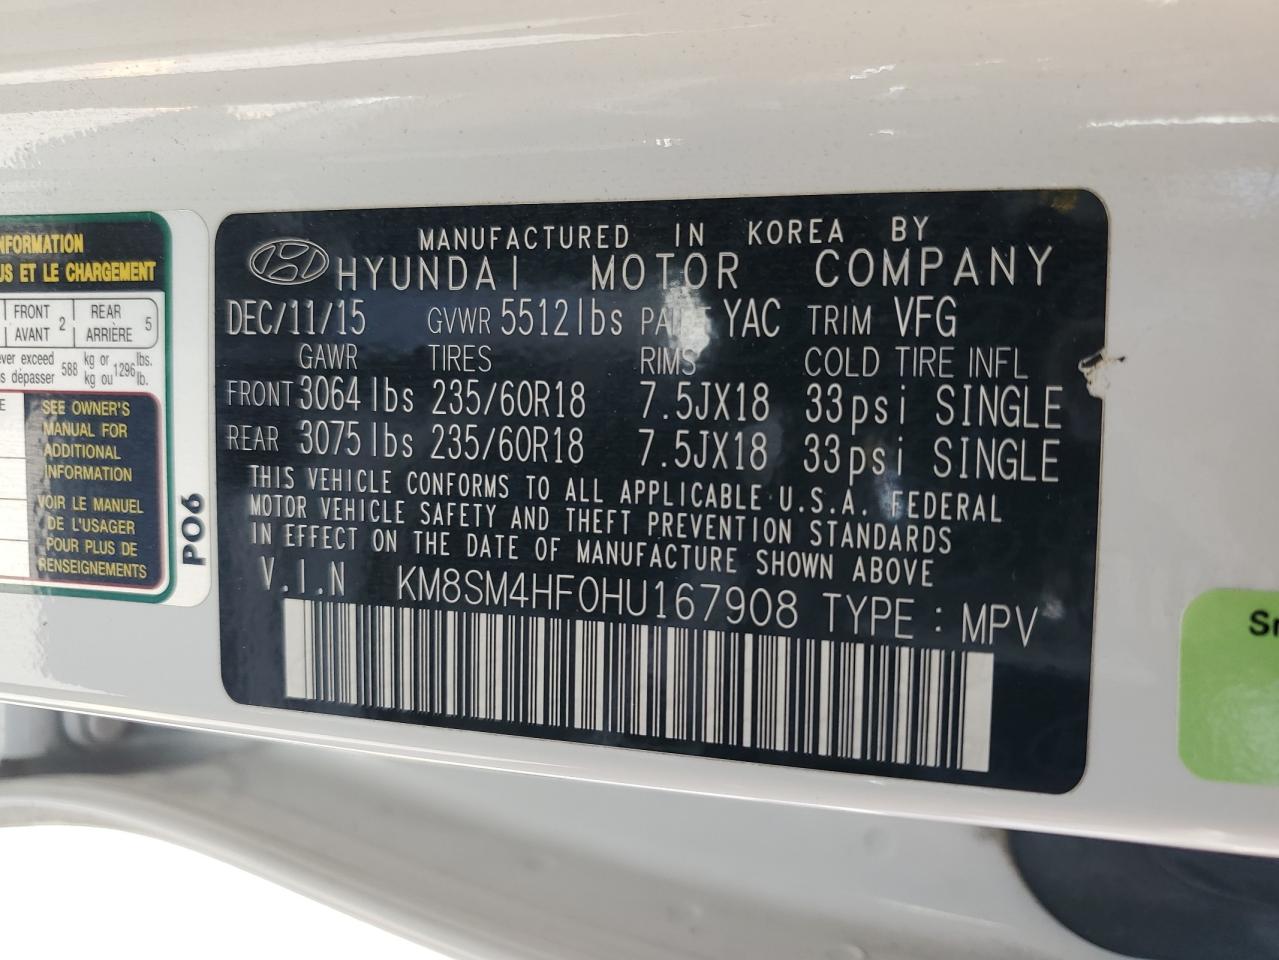 NFORMATION
US ET LE CHARGEMENT
FRONT 2 REAR 5
AVANT ARRIÈRE
ver exceed 588 kg or 1296 lbs.
s dépasser kg ou lb.
E
SEE OWNER'S
MANUAL FOR
ADDITIONAL
INFORMATION
VOIR LE MANUEL
DE L'USAGER
POUR PLUS DE
RENSEIGNEMENTS
PO6
MANUFACTURED IN KOREA BY
HYUNDAI MOTOR COMPANY
DEC/11/15 GVWR 5512lbs YAC TRIM VFG
GAWR TIRES RIMS COLD TIRE INFL
FRONT 3064lbs 235/60R18 7.5JX18 33psi SINGLE
REAR 3075lbs 235/60R18 7.5JX18 33psi SINGLE
THIS VEHICLE CONFORMS TO ALL APPLICABLE U.S.A. FEDERAL
MOTOR VEHICLE SAFETY AND THEFT PREVENTION STANDARDS
IN EFFECT ON THE DATE OF MANUFACTURE SHOWN ABOVE
V.I.N KM8SM4HF0HU167908 TYPE : MPV